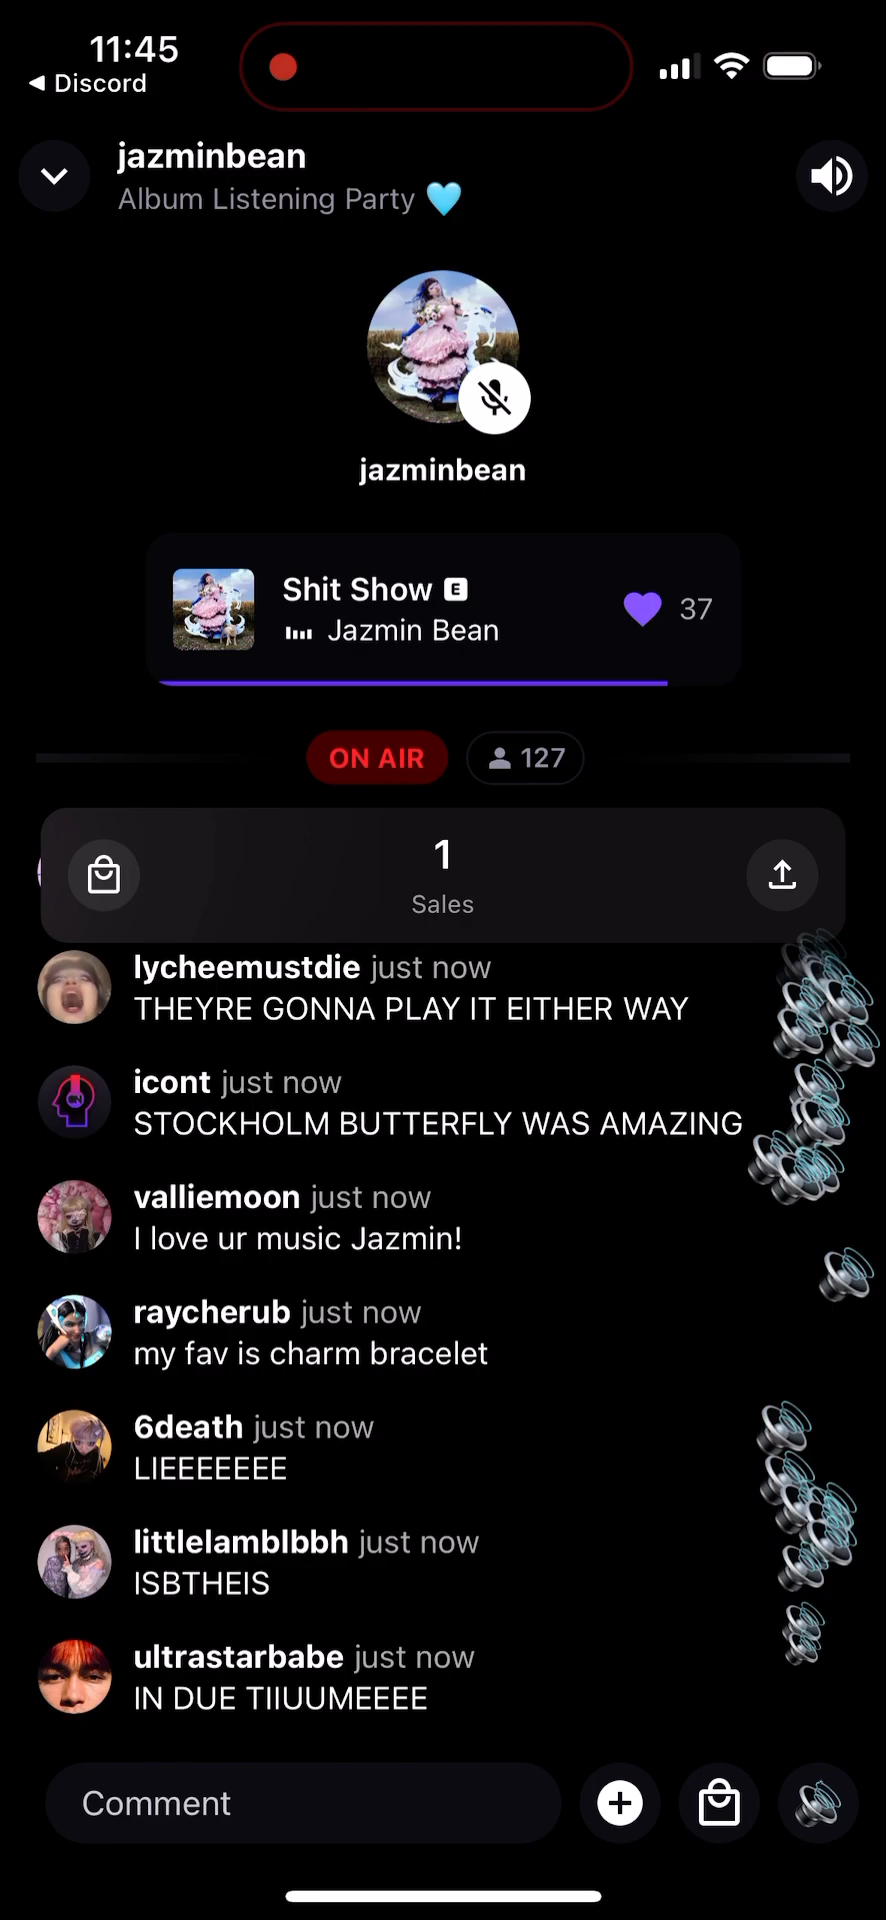 11:45
◀ Discord
jazminbean
Album Listening Party 🩵
jazminbean
Shit Show E
Jazmin Bean
37
ON AIR
127
1
Sales
lycheemustdie just now
THEYRE GONNA PLAY IT EITHER WAY
icont just now
STOCKHOLM BUTTERFLY WAS AMAZING
valliemoon just now
I love ur music Jazmin!
raycherub just now
my fav is charm bracelet
6death just now
LIEEEEEEE
littlelamblbbh just now
ISBTHEIS
ultrastarbabe just now
IN DUE TIIUUMEEEE
Comment